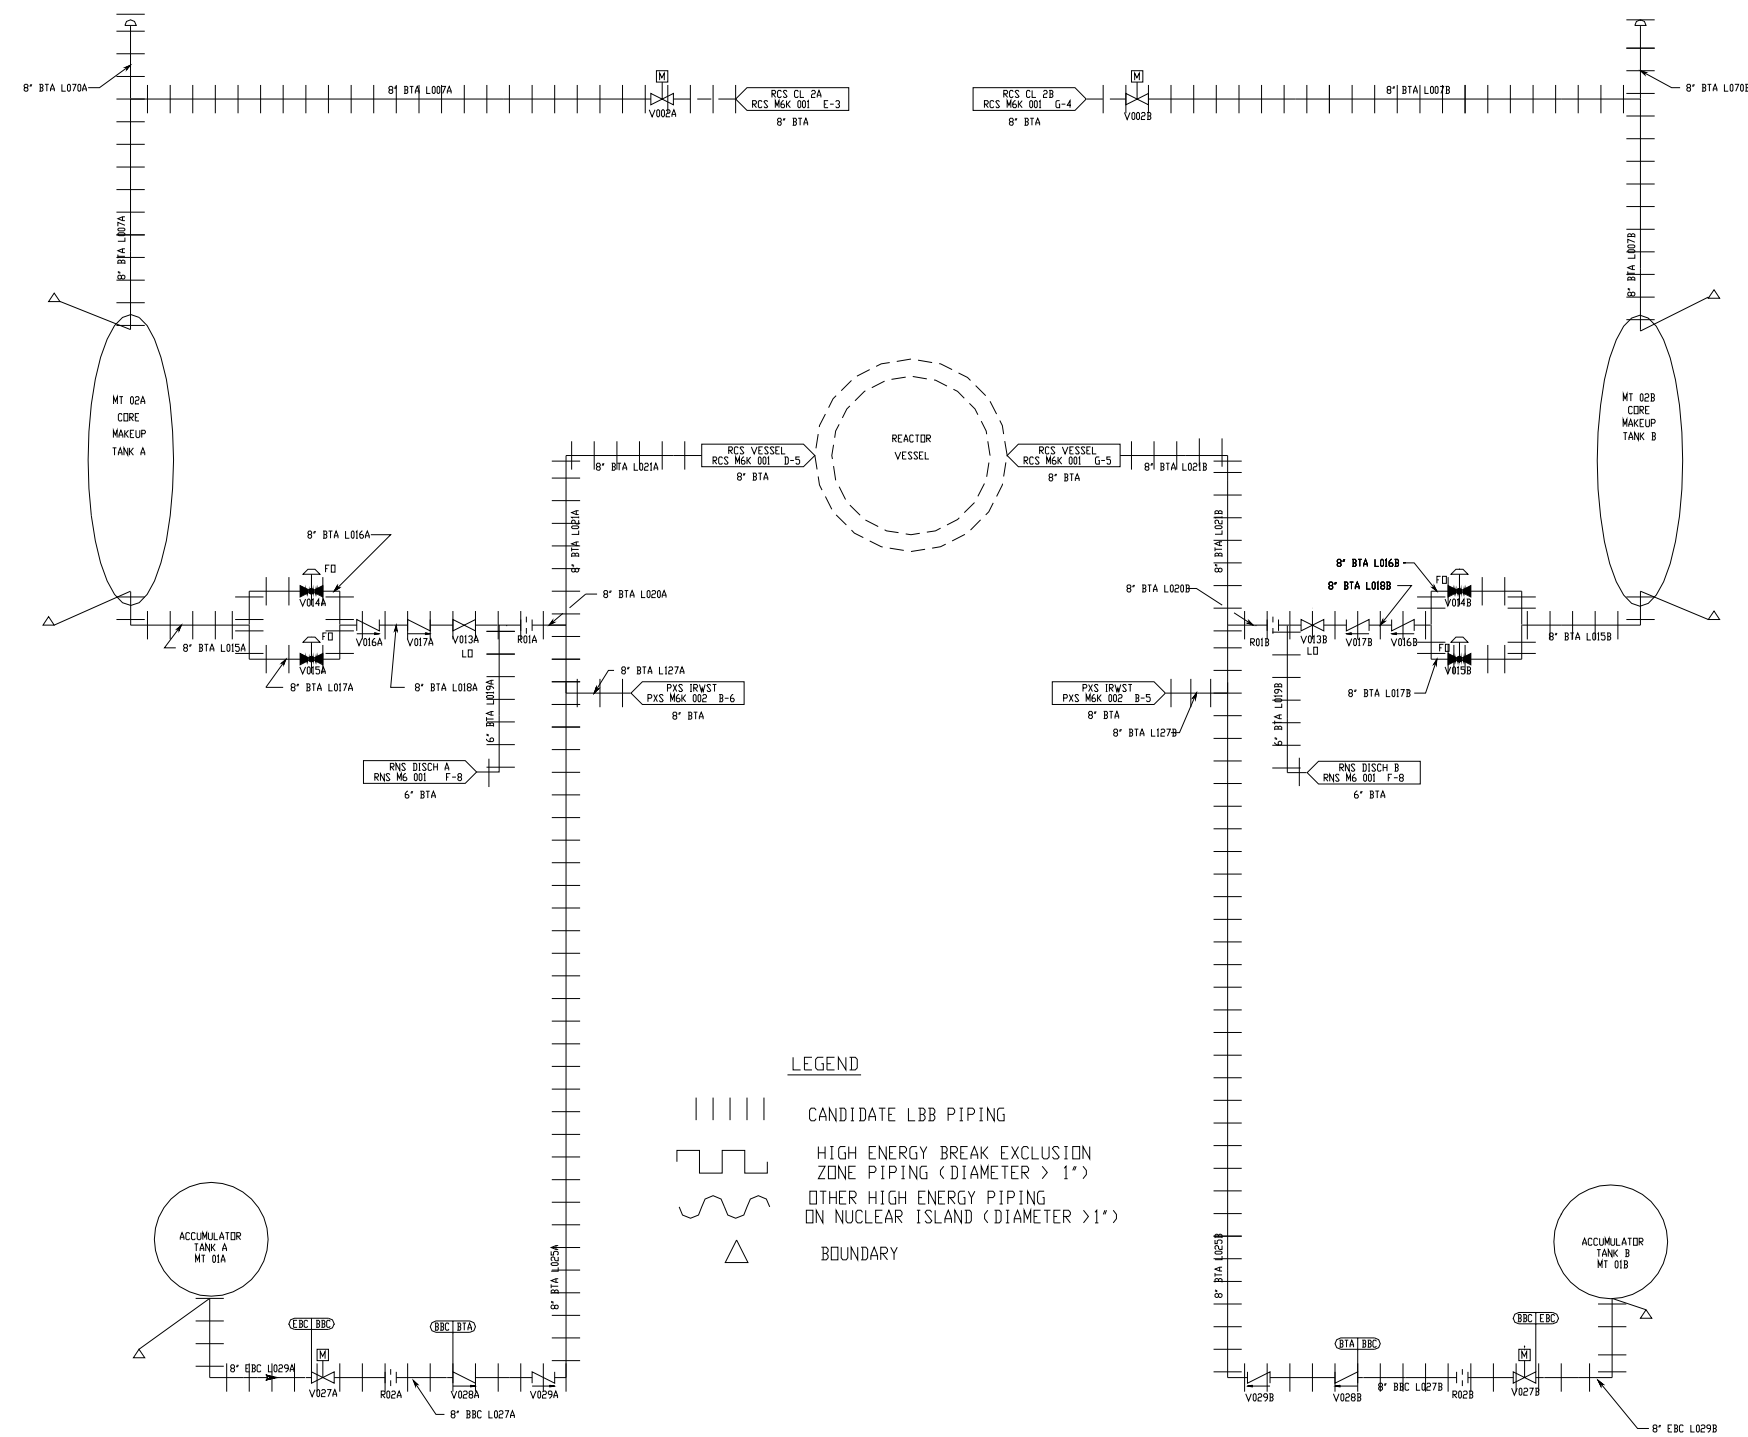 8" BTA L070A
8" BTA L007A
M
V002A
RCS CL 2A
RCS M6K 001 E-3
8" BTA
RCS CL 2B
RCS M6K 001 G-4
8" BTA
M
V002B
8" BTA L007B
8" BTA L070B
8" BTA L007A
8" BTA L007B
MT 02A
CORE
MAKEUP
TANK A
REACTOR
VESSEL
MT 02B
CORE
MAKEUP
TANK B
RCS VESSEL
RCS M6K 001 D-5
8" BTA
8" BTA L021A
RCS VESSEL
RCS M6K 001 G-5
8" BTA
8" BTA L021B
8" BTA L021A
8" BTA L021B
8" BTA L016A
FO
V014A
8" BTA L015A
FO
V015A
8" BTA L017A
V016A
V017A
8" BTA L018A
V013A
LO
R01A
8" BTA L020A
8" BTA L019A
8" BTA L127A
PXS IRWST
PXS M6K 002 B-6
8" BTA
RNS DISCH A
RNS M6 001 F-8
6" BTA
8" BTA L020B
R01B
V013B
LO
V017B
V016B
8" BTA L016B
8" BTA L018B
FO
V014B
FO
V015B
8" BTA L015B
8" BTA L017B
6" BTA L019B
PXS IRWST
PXS M6K 002 B-5
8" BTA
8" BTA L127B
RNS DISCH B
RNS M6 001 F-8
6" BTA
LEGEND
CANDIDATE LBB PIPING
HIGH ENERGY BREAK EXCLUSION
ZONE PIPING (DIAMETER > 1")
OTHER HIGH ENERGY PIPING
ON NUCLEAR ISLAND (DIAMETER >1")
BOUNDARY
ACCUMULATOR
TANK A
MT 01A
8" BTA L025A
8" BTA L025B
ACCUMULATOR
TANK B
MT 01B
EBC BBC
BBC BTA
8" EBC L029A
M
V027A
R02A
V028A
V029A
8" BBC L027A
BTA BBC
BBC EBC
V029B
V028B
8" BBC L027B
R02B
M
V027B
8" EBC L029B